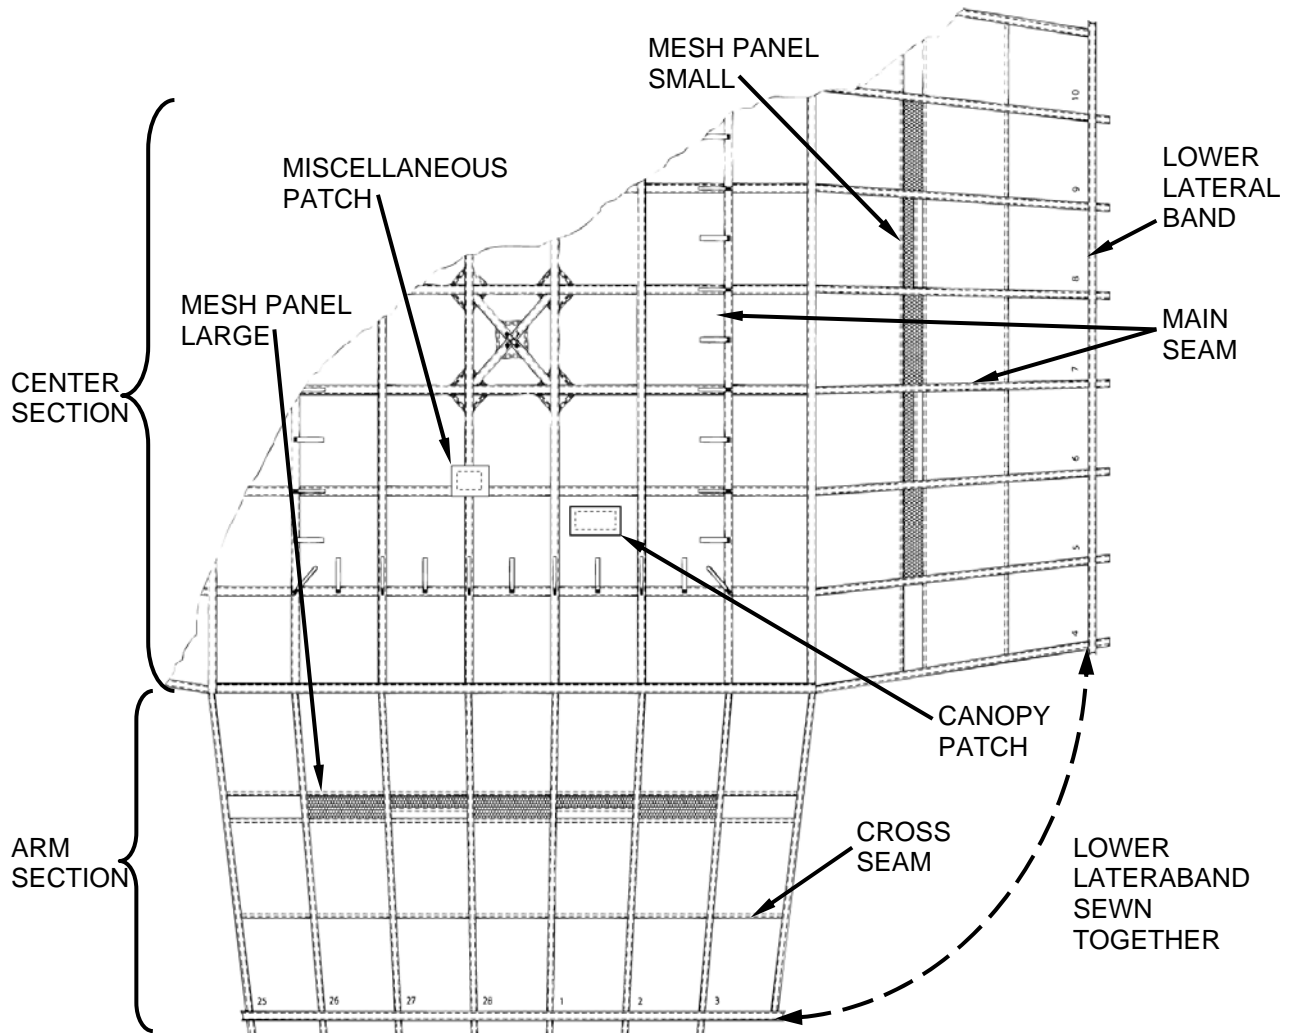 MESH PANEL
SMALL
MISCELLANEOUS
PATCH
LOWER
LATERAL
BAND
MESH PANEL
LARGE
MAIN
SEAM
CENTER
SECTION
10
9
8
7
6
5
4
CANOPY
PATCH
CROSS
SEAM
ARM
SECTION
LOWER
LATERABAND
SEWN
TOGETHER
25 26 27 28 1 2 3